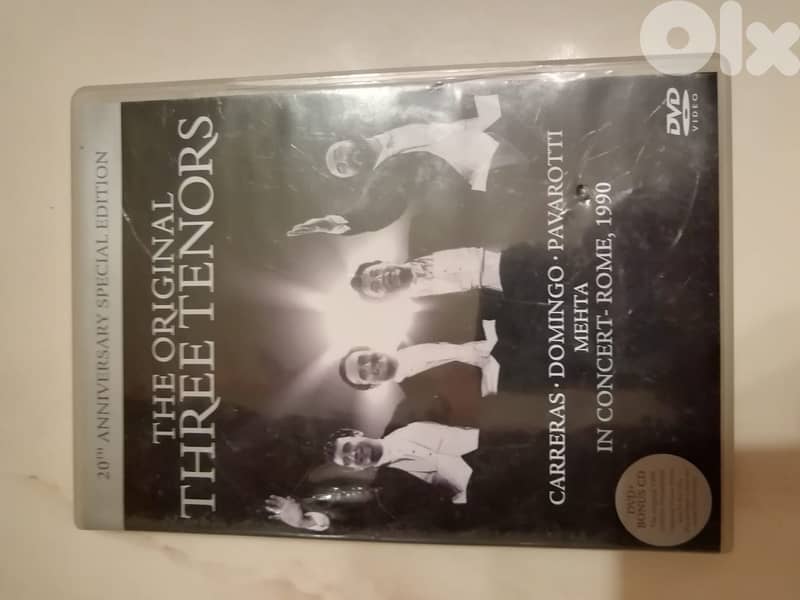 olx
20TH ANNIVERSARY SPECIAL EDITION
THE ORIGINAL
THREE TENORS
CARRERAS · DOMINGO · PAVAROTTI
MEHTA
IN CONCERT- ROME, 1990
DVD+
BONUS CD
DVD
VIDEO